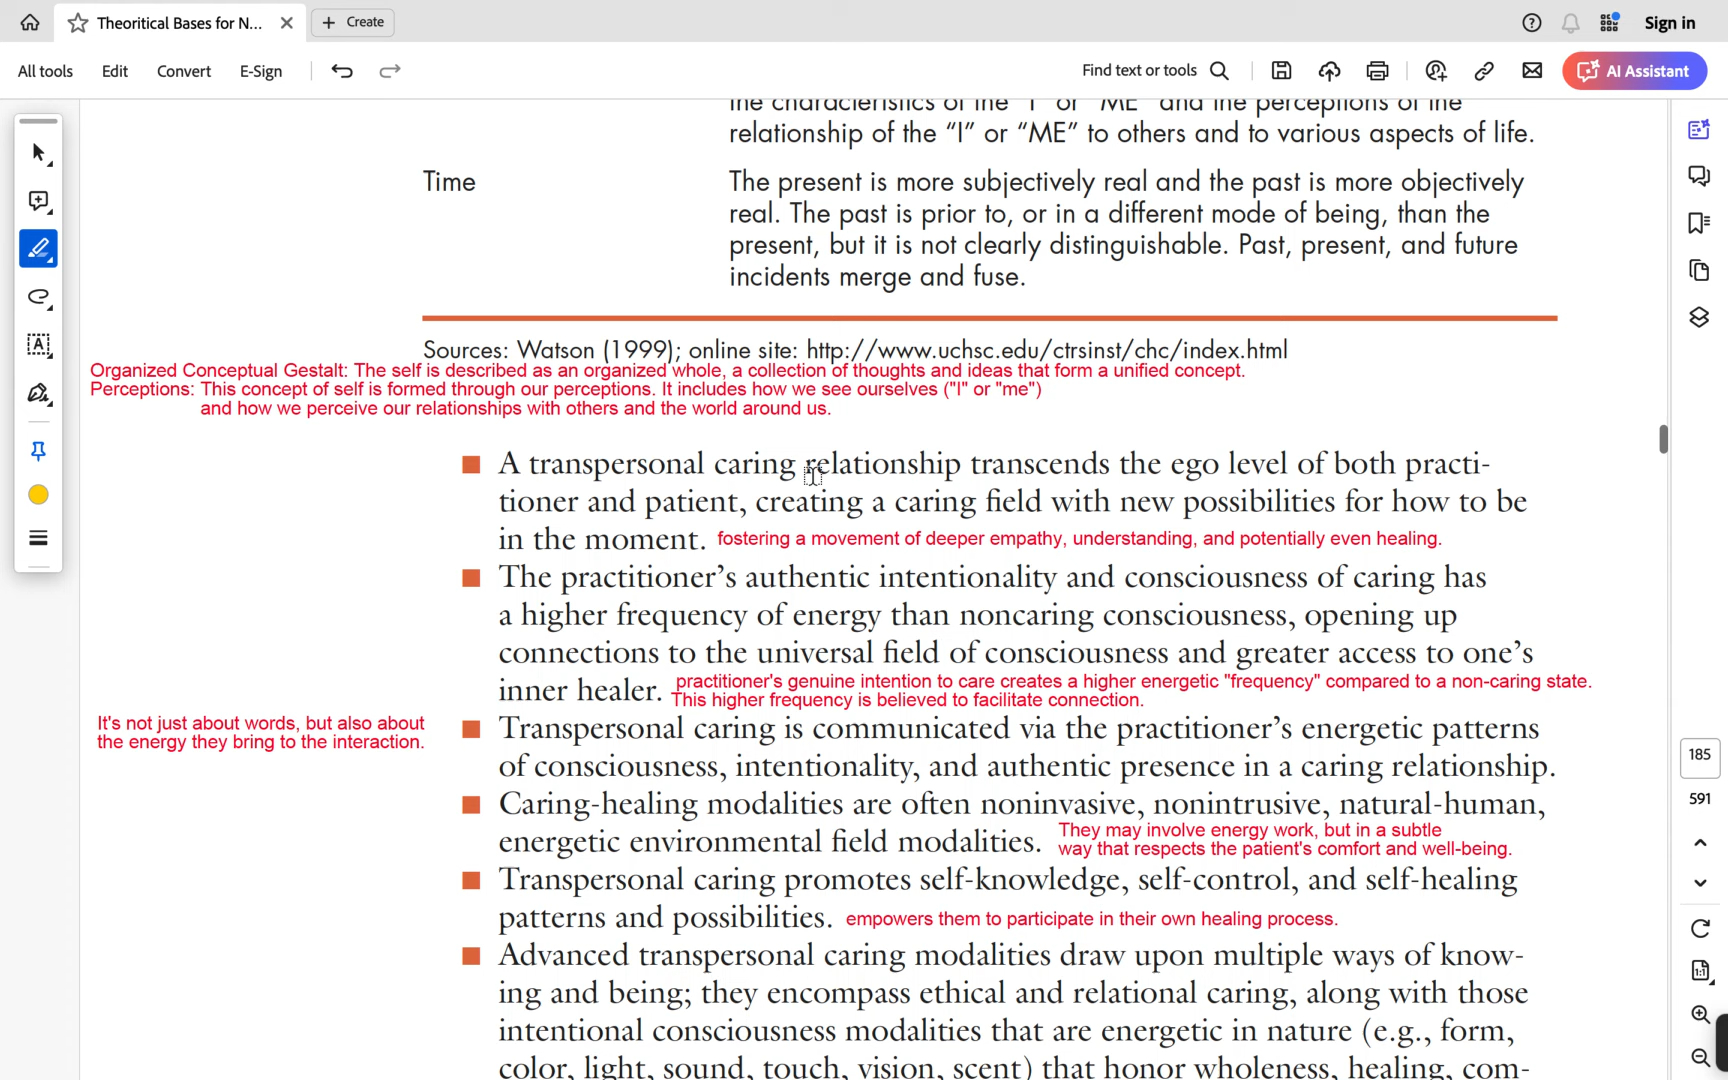 Theoritical Bases for N...
Create
Sign in
All tools
Edit
Convert
E-Sign
Find text or tools
AI Assistant
the characteristics of the "I" or "ME" and the perceptions of the
relationship of the “I” or “ME” to others and to various aspects of life.
Time
The present is more subjectively real and the past is more objectively
real. The past is prior to, or in a different mode of being, than the
present, but it is not clearly distinguishable. Past, present, and future
incidents merge and fuse.
Sources: Watson (1999); online site: http://www.uchsc.edu/ctrsinst/chc/index.html
Organized Conceptual Gestalt: The self is described as an organized whole, a collection of thoughts and ideas that form a unified concept.
Perceptions: This concept of self is formed through our perceptions. It includes how we see ourselves ("I" or "me")
and how we perceive our relationships with others and the world around us.
A transpersonal caring relationship transcends the ego level of both practi-
tioner and patient, creating a caring field with new possibilities for how to be
in the moment. fostering a movement of deeper empathy, understanding, and potentially even healing.
The practitioner’s authentic intentionality and consciousness of caring has
a higher frequency of energy than noncaring consciousness, opening up
connections to the universal field of consciousness and greater access to one’s
inner healer. practitioner's genuine intention to care creates a higher energetic "frequency" compared to a non-caring state.
This higher frequency is believed to facilitate connection.
It's not just about words, but also about
the energy they bring to the interaction.
Transpersonal caring is communicated via the practitioner’s energetic patterns
of consciousness, intentionality, and authentic presence in a caring relationship.
Caring-healing modalities are often noninvasive, nonintrusive, natural-human,
energetic environmental field modalities. They may involve energy work, but in a subtle
way that respects the patient's comfort and well-being.
Transpersonal caring promotes self-knowledge, self-control, and self-healing
patterns and possibilities. empowers them to participate in their own healing process.
Advanced transpersonal caring modalities draw upon multiple ways of know-
ing and being; they encompass ethical and relational caring, along with those
intentional consciousness modalities that are energetic in nature (e.g., form,
color, light, sound, touch, vision, scent) that honor wholeness, healing, com-
185
591